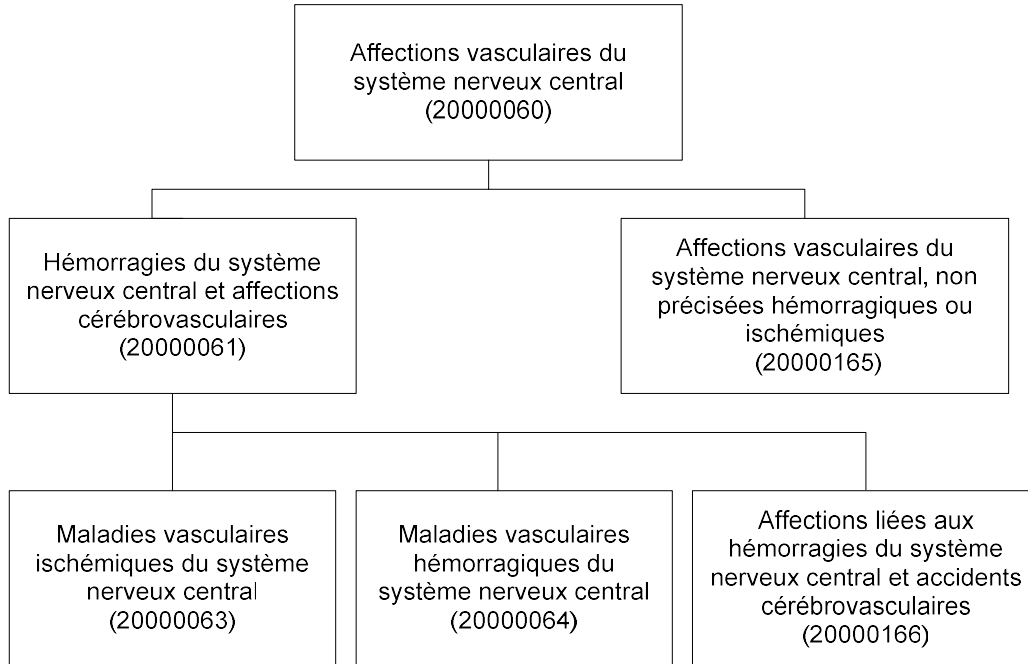 Affections vasculaires du
système nerveux central
(20000060)
Hémorragies du système
nerveux central et affections
cérébrovasculaires
(20000061)
Affections vasculaires du
système nerveux central, non
précisées hémorragiques ou
ischémiques
(20000165)
Maladies vasculaires
ischémiques du système
nerveux central
(20000063)
Maladies vasculaires
hémorragiques du
système nerveux central
(20000064)
Affections liées aux
hémorragies du système
nerveux central et accidents
cérébrovasculaires
(20000166)